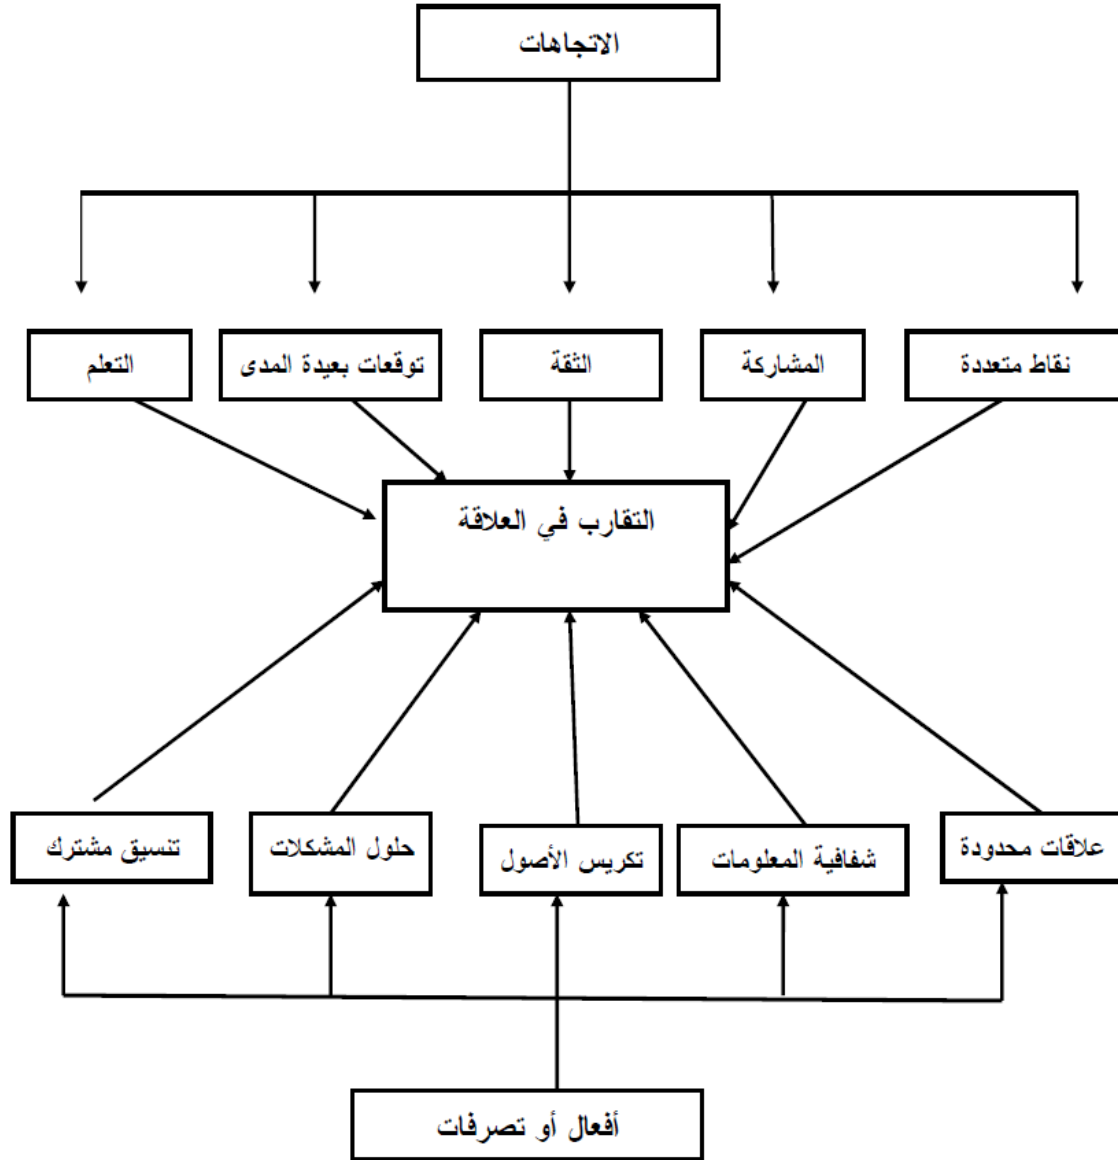 الاتجاهات
نقاط متعددة
المشاركة
الثقة
توقعات بعيدة المدى
التعلم
التقارب في العلاقة
علاقات محدودة
شفافية المعلومات
تكريس الأصول
حلول المشكلات
تنسيق مشترك
أفعال أو تصرفات